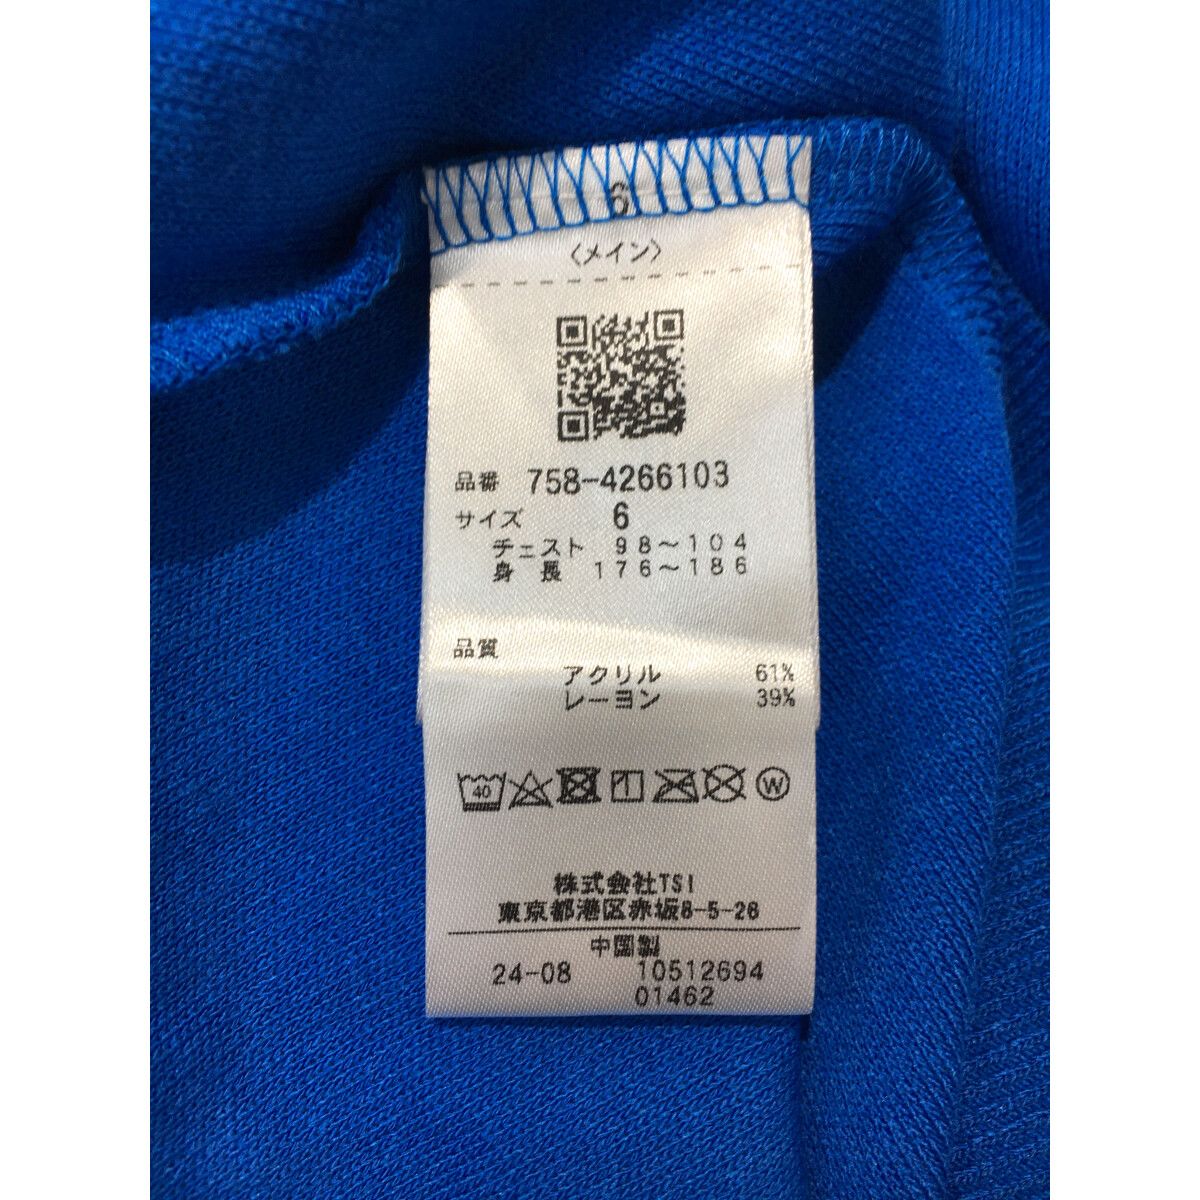 6
〈メイン〉
品番 758-4266103
サイズ 6
チェスト 98～104
身長 176～186
品質
アクリル 61%
レーヨン 39%
40 W
株式会社TSI
東京都港区赤坂8-5-28
中国製
24-08 10512694
01462